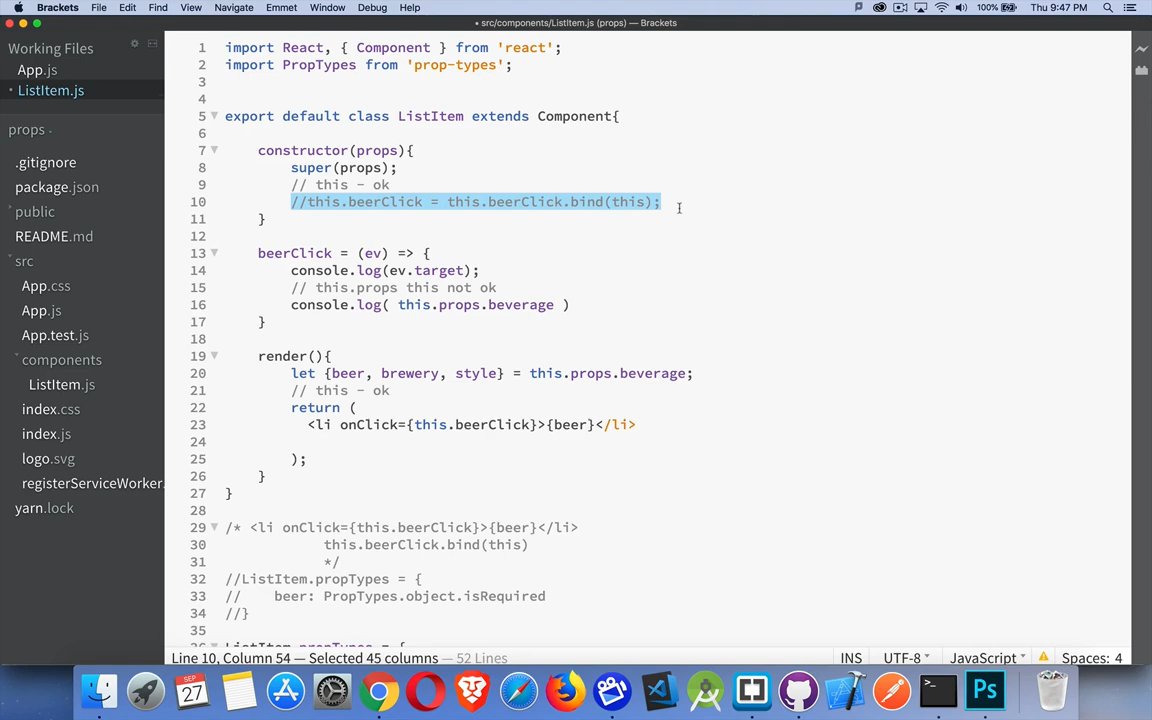 Brackets File Edit View Navigate Emmet Window Debug Help 100% Thu 9:47 PM
• src/components/ListItem.js (props) — Brackets
Working Files
App.js
• ListItem.js
props
.gitignore
package.json
public
README.md
src
App.css
App.js
App.test.js
components
ListItem.js
index.css
index.js
logo.svg
registerServiceWorker.
yarn.lock
1 import React, { Component } from 'react';
2 import PropTypes from 'prop-types';
3
4
5 export default class ListItem extends Component{
6
7 constructor(props){
8 super(props);
9 // this - ok
10 //this.beerClick = this.beerClick.bind(this);
11 }
12
13 beerClick = (ev) => {
14 console.log(ev.target);
15 // this.props this not ok
16 console.log( this.props.beverage )
17 }
18
19 render(){
20 let {beer, brewery, style} = this.props.beverage;
21 // this - ok
22 return (
23 <li onClick={this.beerClick}>{beer}</li>
24
25 );
26 }
27 }
28
29 /* <li onClick={this.beerClick}>{beer}</li>
30 this.beerClick.bind(this)
31 */
32 //ListItem.propTypes = {
33 // beer: PropTypes.object.isRequired
34 //}
35
36 ListItem.propTypes = {
Line 10, Column 54 — Selected 45 columns — 52 Lines INS UTF-8 JavaScript Spaces: 4
SEP
27
>_
Ps